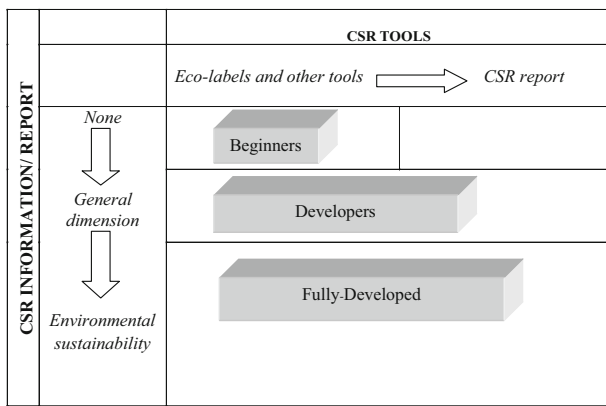 CSR TOOLS
Eco-labels and other tools
CSR report
CSR INFORMATION/ REPORT
None
Beginners
General
dimension
Developers
Environmental
sustainability
Fully-Developed